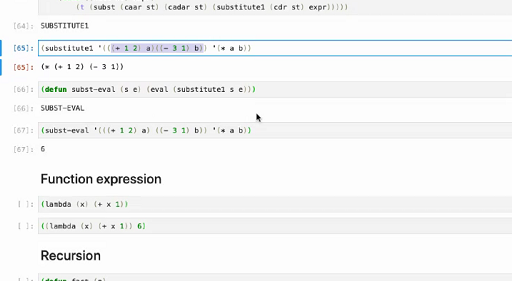 (t (subst (caar st) (cadar st) (substitute1 (cdr st) expr)))))
[64]: SUBSTITUTE1
[65]: (substitute1 '(((+ 1 2) a)((- 3 1) b)) '(* a b))
[65]: (* (+ 1 2) (- 3 1))
[66]: (defun subst-eval (s e) (eval (substitute1 s e)))
[66]: SUBST-EVAL
[67]: (subst-eval '(((+ 1 2) a) ((- 3 1) b)) '(* a b))
[67]: 6
Function expression
[ ]: (lambda (x) (+ x 1))
[ ]: ((lambda (x) (+ x 1)) 6)
Recursion